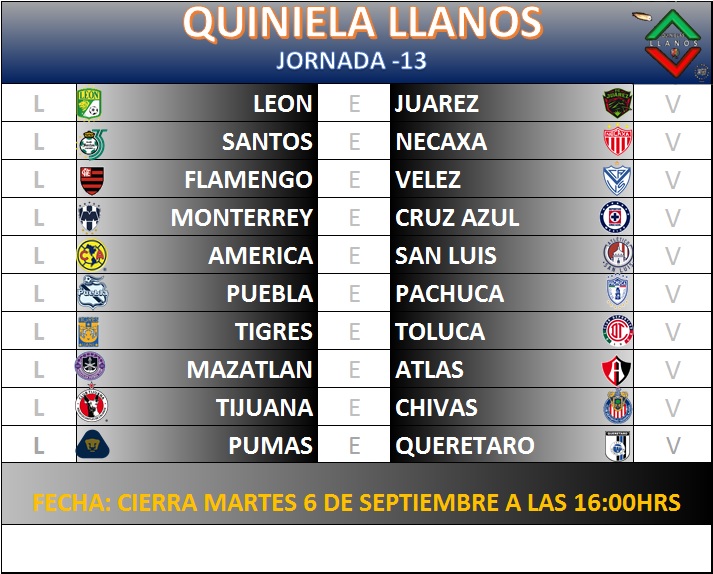 QUINIELA LLANOS
JORNADA -13
LLANOS
L LEON E JUAREZ V
L SANTOS E NECAXA V
L FLAMENGO E VELEZ V
L MONTERREY E CRUZ AZUL V
L AMERICA E SAN LUIS V
L PUEBLA E PACHUCA V
L TIGRES E TOLUCA V
L MAZATLAN E ATLAS V
L TIJUANA E CHIVAS V
L PUMAS E QUERETARO V
FECHA: CIERRA MARTES 6 DE SEPTIEMBRE A LAS 16:00HRS